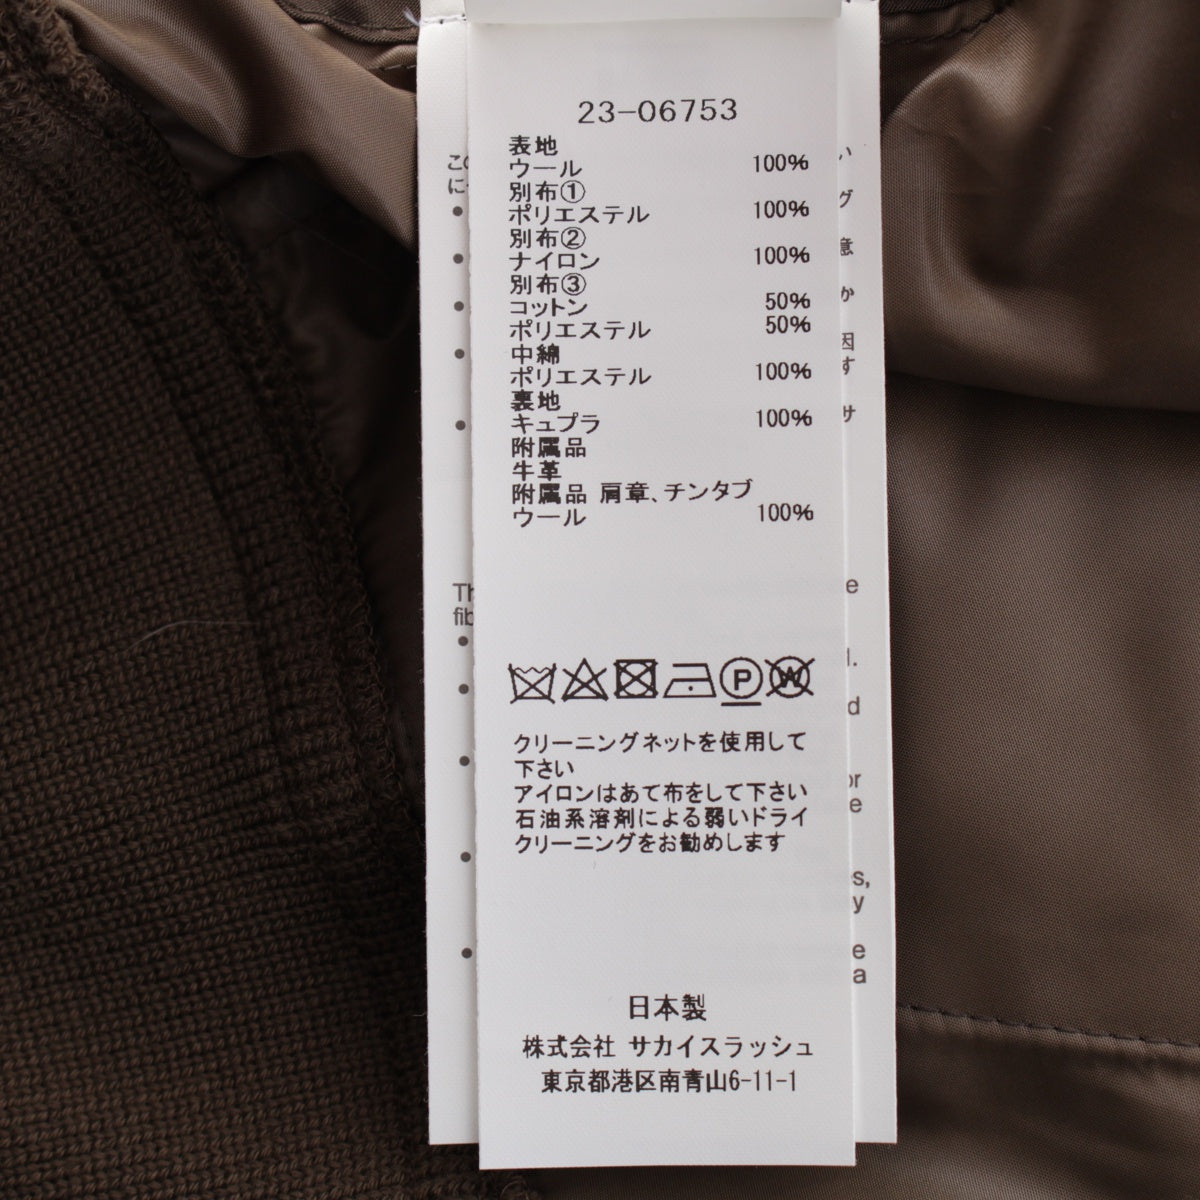 23-06753
表地
ウール 100%
別布①
ポリエステル 100%
別布②
ナイロン 100%
別布③
コットン 50%
ポリエステル 50%
中綿
ポリエステル 100%
裏地
キュプラ 100%
附属品
牛革
附属品 肩章、チンタブ
ウール 100%
P
W
クリーニングネットを使用して
下さい
アイロンはあて布をして下さい
石油系溶剤による弱いドライ
クリーニングをお勧めします
日本製
株式会社 サカイスラッシュ
東京都港区南青山6-11-1